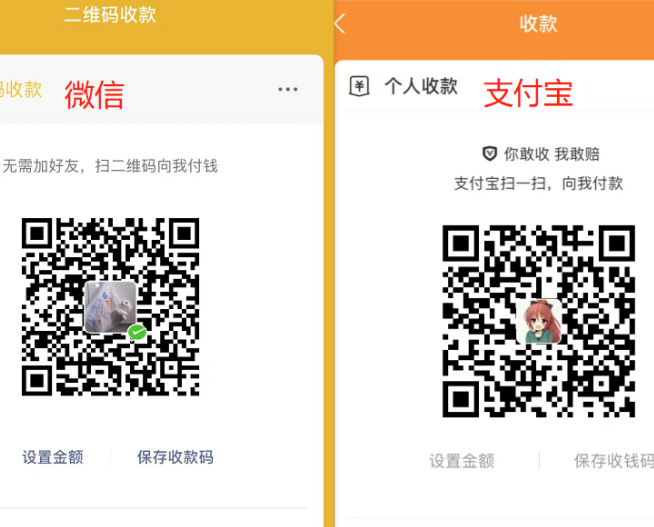 二维码收款
码收款 微信
无需加好友，扫二维码向我付钱
设置金额 保存收款码
收款
个人收款 支付宝
你敢收 我敢赔
支付宝扫一扫，向我付款
设置金额 保存收钱码